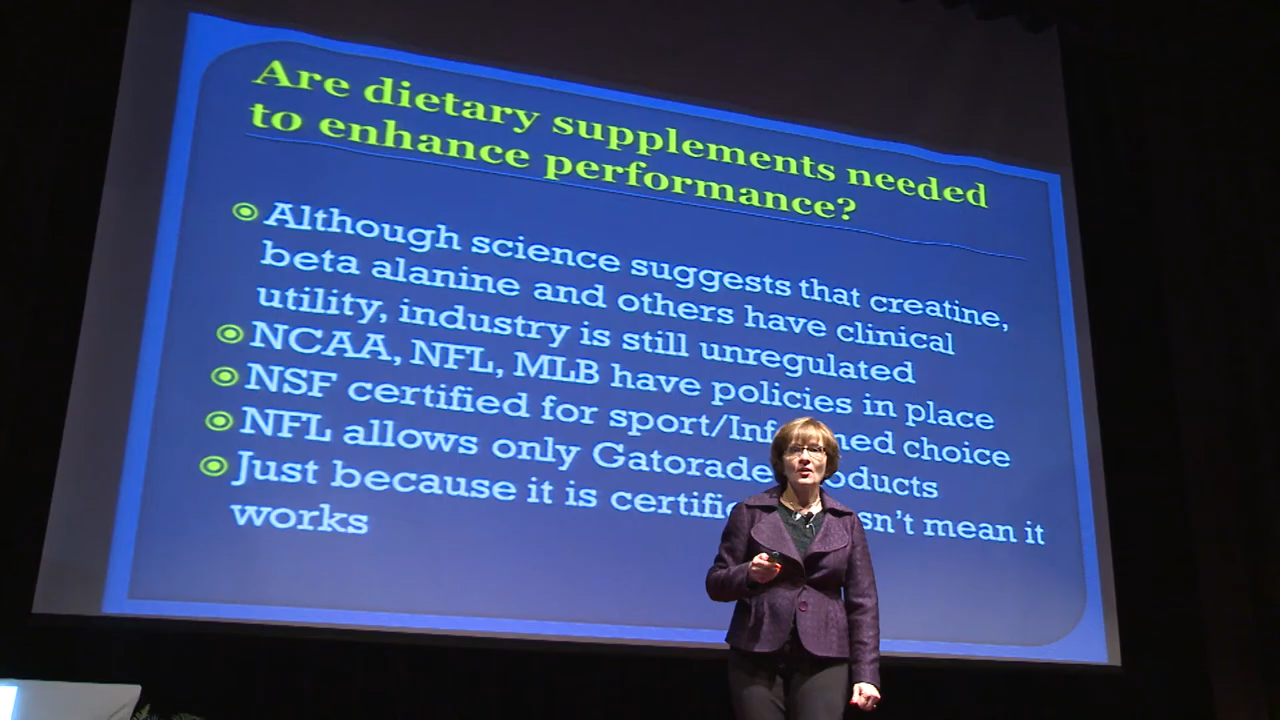 Are dietary supplements needed
to enhance performance?
Although science suggests that creatine,
beta alanine and others have clinical
utility, industry is still unregulated
NCAA, NFL, MLB have policies in place
NSF certified for sport/Inf med choice
NFL allows only Gatorade oducts
Just because it is certifi sn't mean it
works